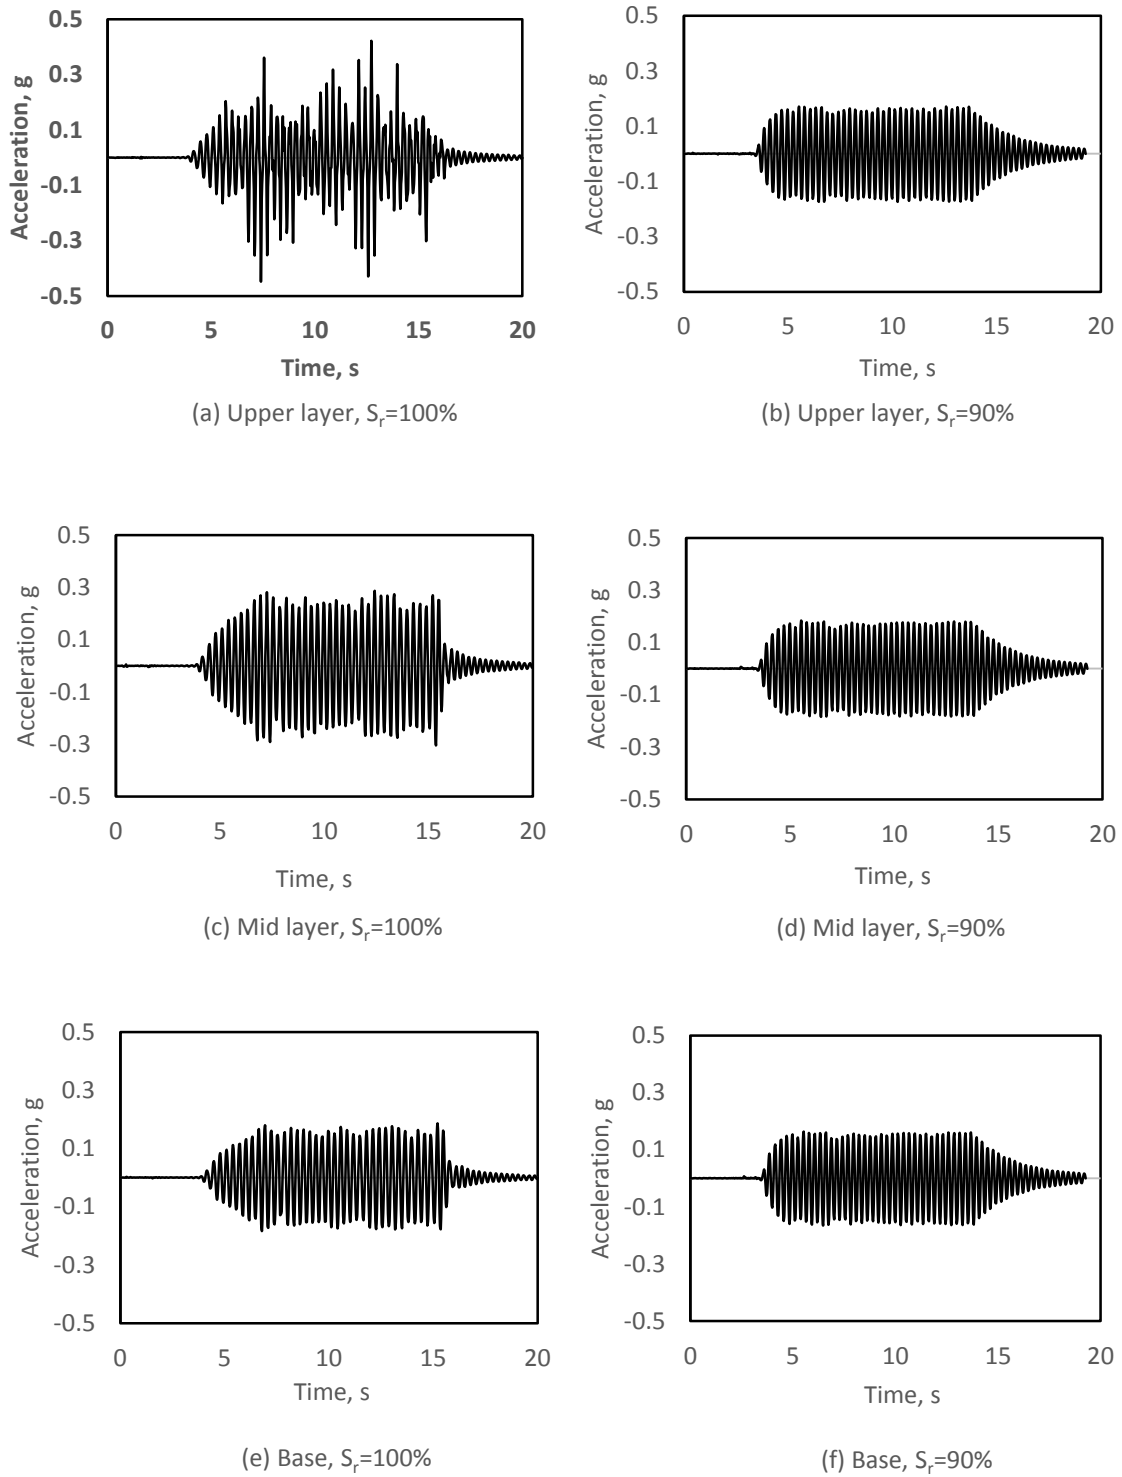 0.5
0.3
0.1
-0.1
-0.3
-0.5
Acceleration, g
0 5 10 15 20
Time, s
(a) Upper layer, Sr=100%
0.5
0.3
0.1
-0.1
-0.3
-0.5
Acceleration, g
0 5 10 15 20
Time, s
(b) Upper layer, Sr=90%
0.5
0.3
0.1
-0.1
-0.3
-0.5
Acceleration, g
0 5 10 15 20
Time, s
(c) Mid layer, Sr=100%
0.5
0.3
0.1
-0.1
-0.3
-0.5
Acceleration, g
0 5 10 15 20
Time, s
(d) Mid layer, Sr=90%
0.5
0.3
0.1
-0.1
-0.3
-0.5
Acceleration, g
0 5 10 15 20
Time, s
(e) Base, Sr=100%
0.5
0.3
0.1
-0.1
-0.3
-0.5
Acceleration, g
0 5 10 15 20
Time, s
(f) Base, Sr=90%